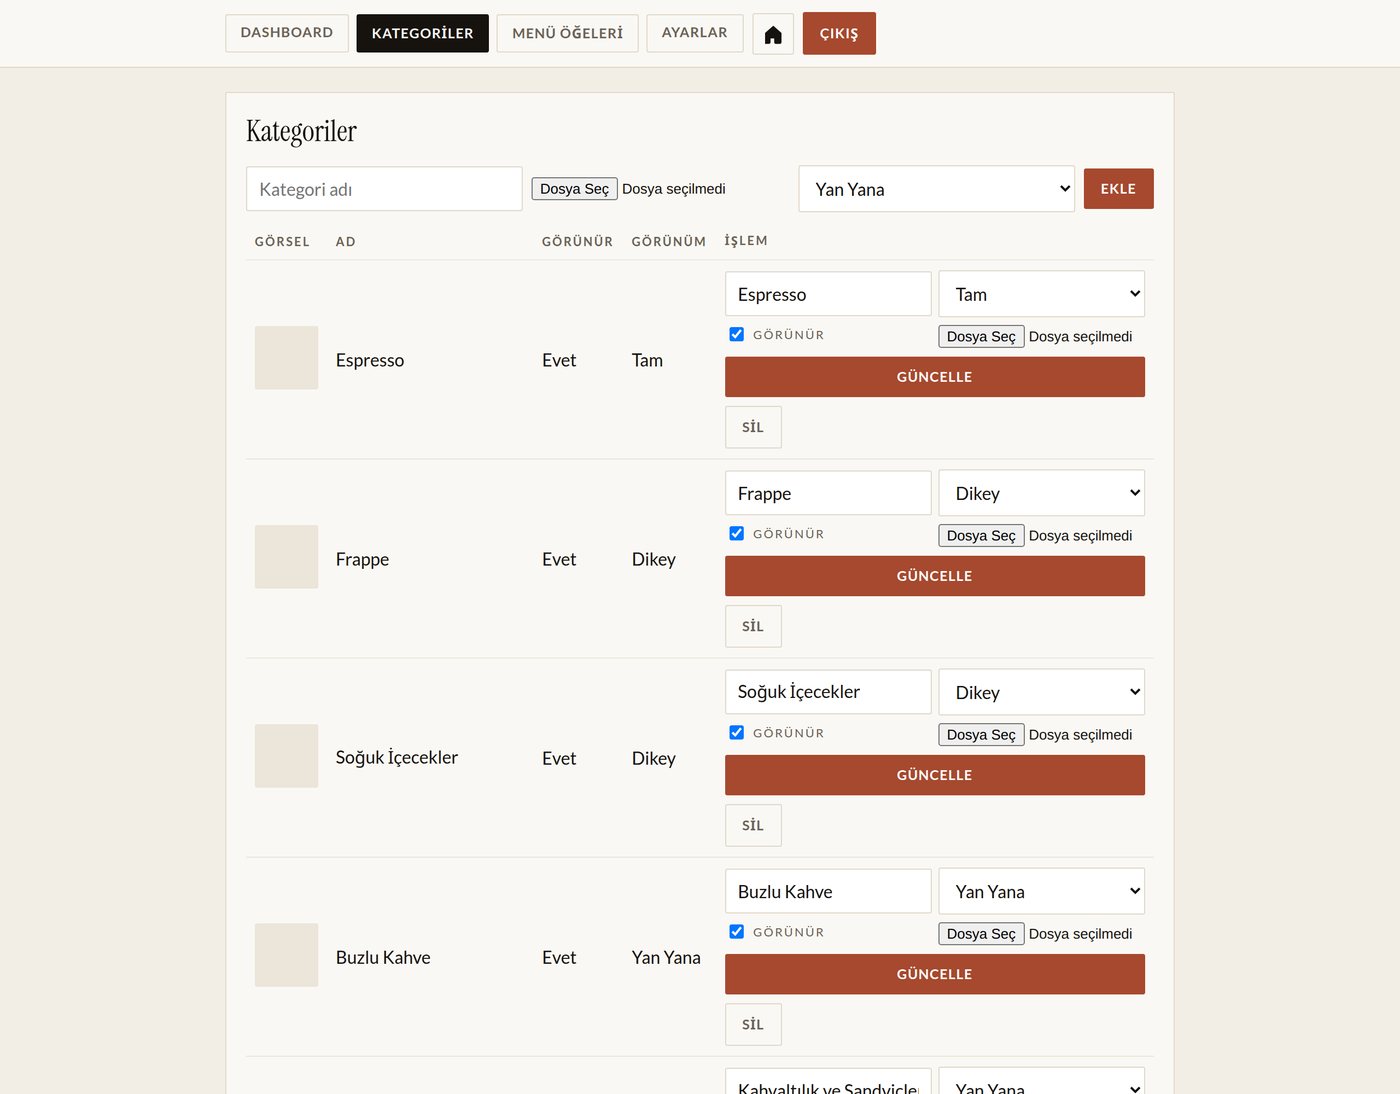 DASHBOARD KATEGORİLER MENÜ ÖĞELERİ AYARLAR ÇIKIŞ
Kategoriler
Kategori adı Dosya Seç Dosya seçilmedi Yan Yana EKLE
GÖRSEL AD GÖRÜNÜR GÖRÜNÜM İŞLEM
Espresso Tam
GÖRÜNÜR Dosya Seç Dosya seçilmedi
Espresso Evet Tam
GÜNCELLE
SİL
Frappe Dikey
GÖRÜNÜR Dosya Seç Dosya seçilmedi
Frappe Evet Dikey
GÜNCELLE
SİL
Soğuk İçecekler Dikey
GÖRÜNÜR Dosya Seç Dosya seçilmedi
Soğuk İçecekler Evet Dikey
GÜNCELLE
SİL
Buzlu Kahve Yan Yana
GÖRÜNÜR Dosya Seç Dosya seçilmedi
Buzlu Kahve Evet Yan Yana
GÜNCELLE
SİL
Kahvaltılık ve Sandviçler Yan Yana